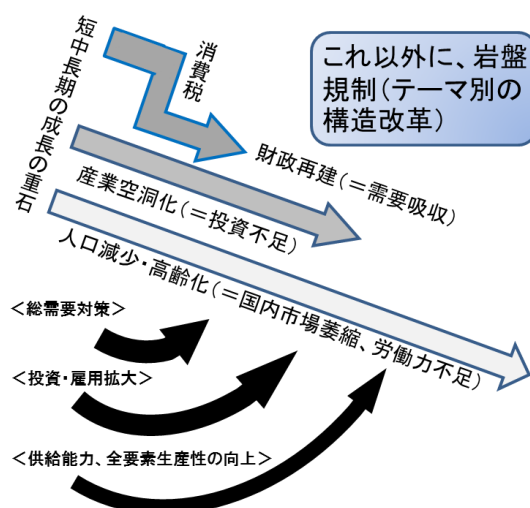 短中長期の成長の重石
消費税
これ以外に、岩盤
規制(テーマ別の
構造改革)
財政再建(=需要吸収)
産業空洞化(=投資不足)
人口減少・高齢化(=国内市場萎縮、労働力不足)
<総需要対策>
<投資・雇用拡大>
<供給能力、全要素生産性の向上>